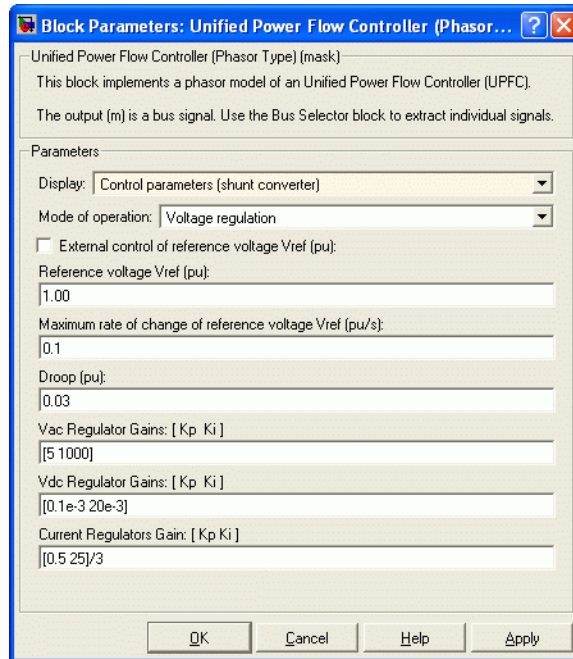 Block Parameters: Unified Power Flow Controller (Phasor...
Unified Power Flow Controller (Phasor Type) (mask)
This block implements a phasor model of an Unified Power Flow Controller (UPFC).
The output (m) is a bus signal. Use the Bus Selector block to extract individual signals.
Parameters
Display: Control parameters (shunt converter)
Mode of operation: Voltage regulation
External control of reference voltage Vref (pu):
Reference voltage Vref (pu):
1.00
Maximum rate of change of reference voltage Vref (pu/s):
0.1
Droop (pu):
0.03
Vac Regulator Gains: [ Kp Ki ]
[5 1000]
Vdc Regulator Gains: [ Kp Ki ]
[0.1e-3 20e-3]
Current Regulators Gain: [ Kp Ki ]
[0.5 25]/3
OK Cancel Help Apply